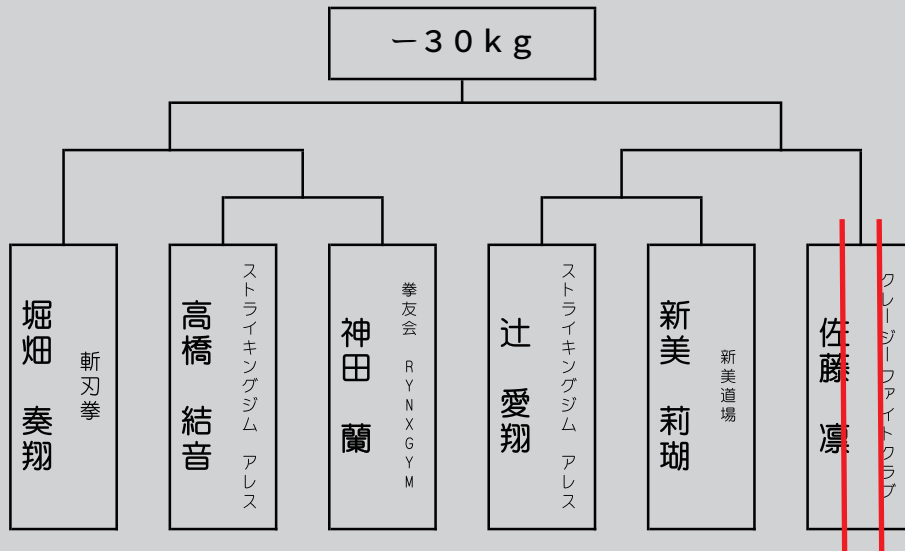 －３０ｋｇ
堀畑　奏翔
斬刃拳
高橋　結音
ストライキングジム　アレス
神田　蘭
拳友会　ＲＹＮＸＧＹＭ
辻　愛翔
ストライキングジム　アレス
新美　莉瑚
新美道場
佐藤　凛
クレージーファイトクラブ